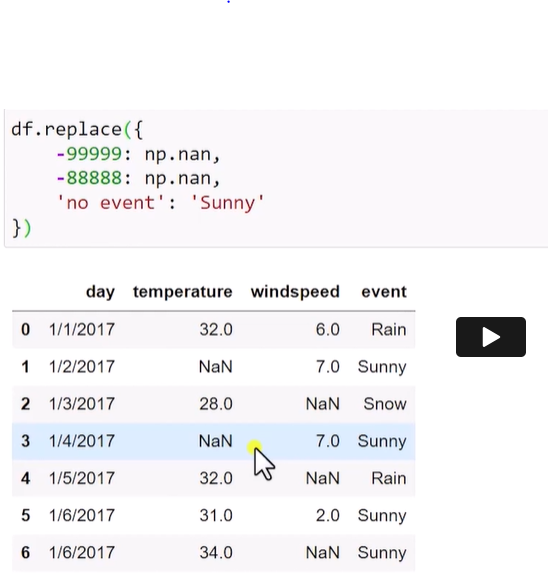 df.replace({
    -99999: np.nan,
    -88888: np.nan,
    'no event': 'Sunny'
})
day temperature windspeed event
0 1/1/2017 32.0 6.0 Rain
1 1/2/2017 NaN 7.0 Sunny
2 1/3/2017 28.0 NaN Snow
3 1/4/2017 NaN 7.0 Sunny
4 1/5/2017 32.0 NaN Rain
5 1/6/2017 31.0 2.0 Sunny
6 1/6/2017 34.0 NaN Sunny